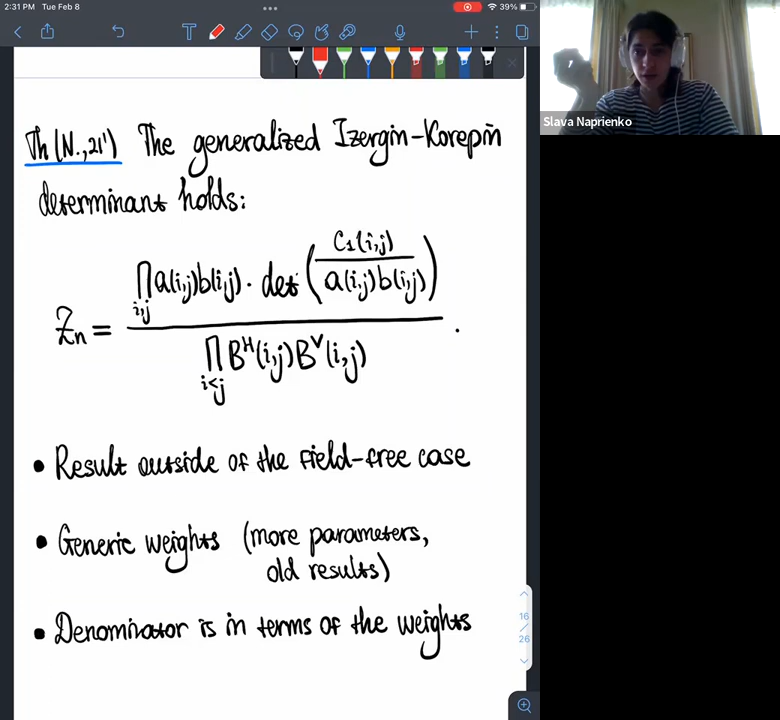 2:31 PM Tue Feb 8
39%
Slava Naprienko
Th (N., 21') The generalized Izergin-Korepin
determinant holds:
Zₙ = ∏_{i,j} a(i,j)b(i,j) · det ( c₁(i,j) / a(i,j)b(i,j) ) / ∏_{i<j} Bᴴ(i,j)Bⱽ(i,j) .
• Result outside of the field-free case
• Generic weights (more parameters,
old results)
• Denominator is in terms of the weights
16
/
26